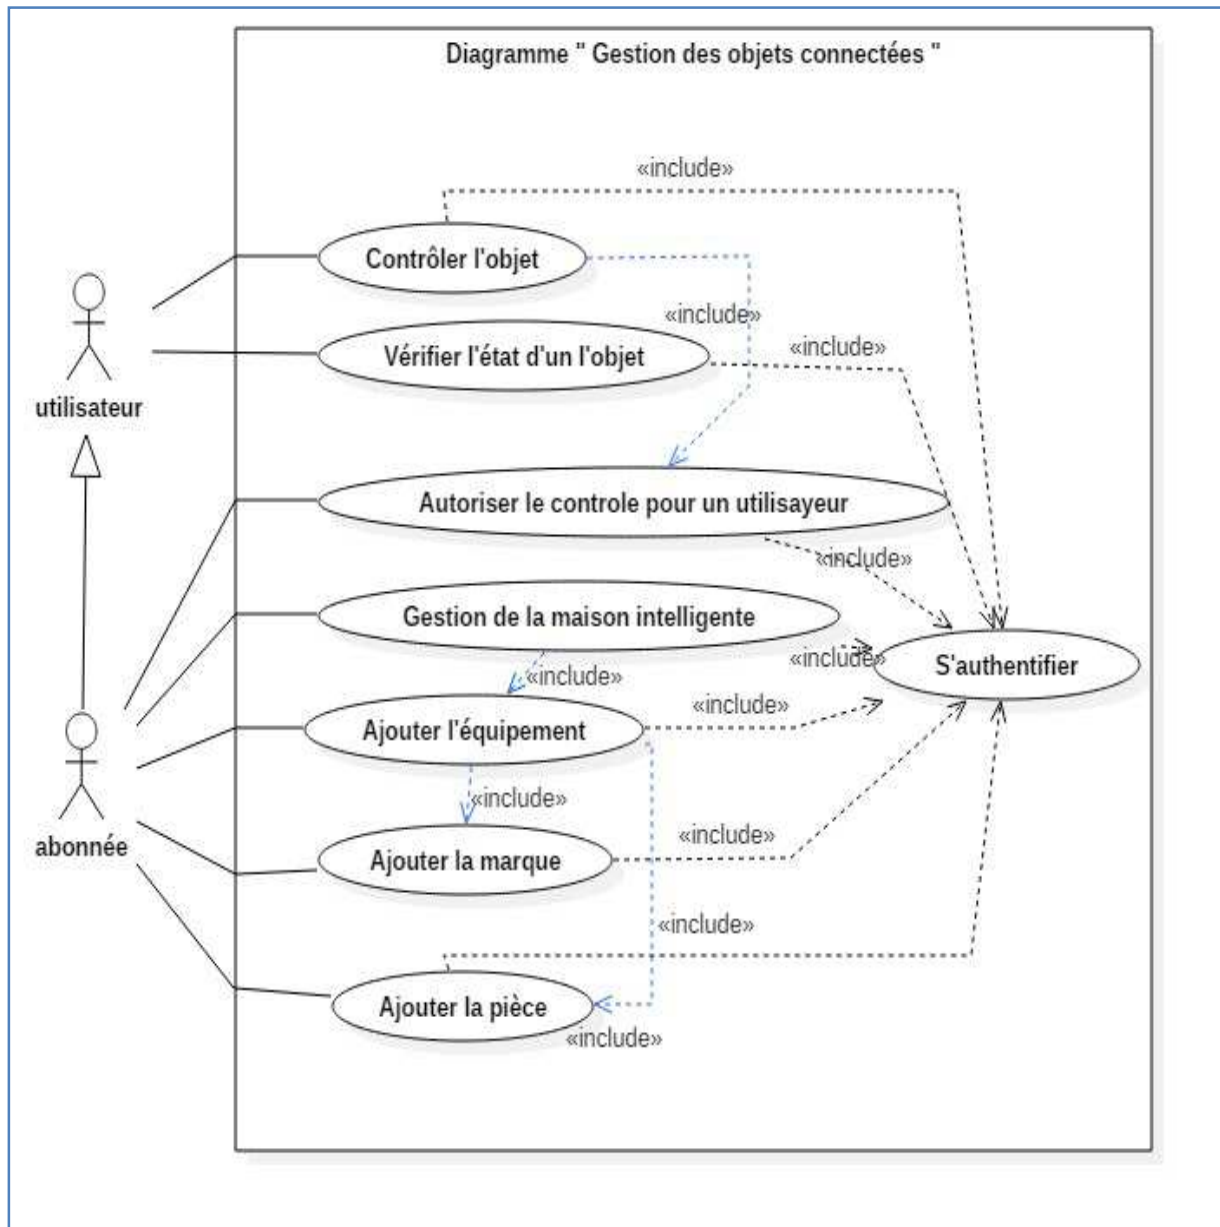 Diagramme " Gestion des objets connectées "
«include»
Contrôler l'objet
«include»
«include»
Vérifier l'état d'un l'objet
utilisateur
Autoriser le controle pour un utilisayeur
«include»
Gestion de la maison intelligente
«include»
S'authentifier
«include»
«include»
Ajouter l'équipement
«include»
«include»
abonnée
Ajouter la marque
«include»
Ajouter la pièce
«include»